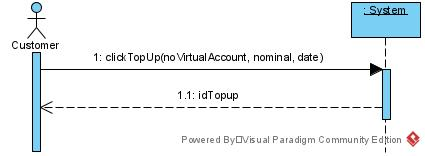 : System
Customer
1: clickTopUp(noVirtualAccount, nominal, date)
1.1: idTopup
Powered By Visual Paradigm Community Edition